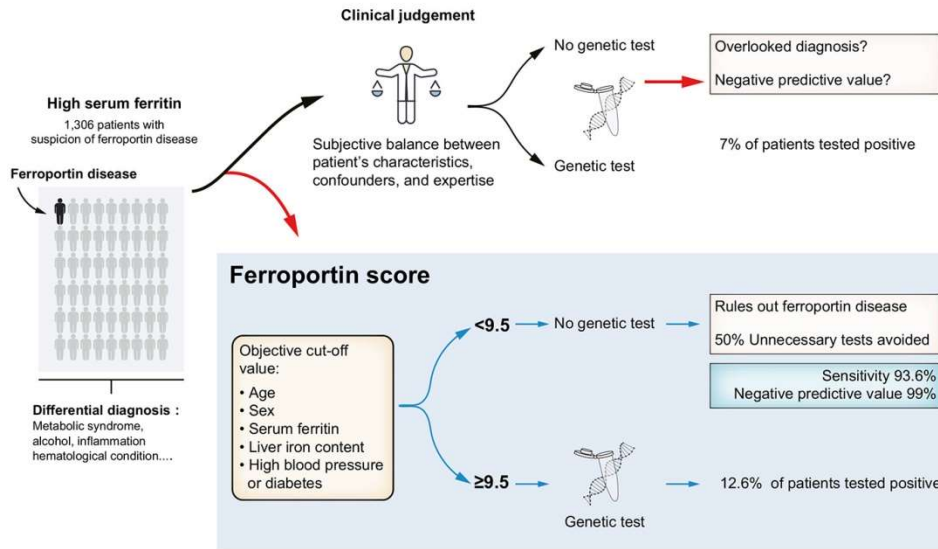 Clinical judgement
High serum ferritin
1,306 patients with
suspicion of ferroportin disease
Ferroportin disease
Differential diagnosis :
Metabolic syndrome,
alcohol, inflammation
hematological condition....
Subjective balance between
patient's characteristics,
confounders, and expertise
No genetic test
Genetic test
Overlooked diagnosis?
Negative predictive value?
7% of patients tested positive
Ferroportin score
Objective cut-off
value:
• Age
• Sex
• Serum ferritin
• Liver iron content
• High blood pressure
or diabetes
<9.5
No genetic test
Rules out ferroportin disease
50% Unnecessary tests avoided
Sensitivity 93.6%
Negative predictive value 99%
≥9.5
Genetic test
12.6% of patients tested positive